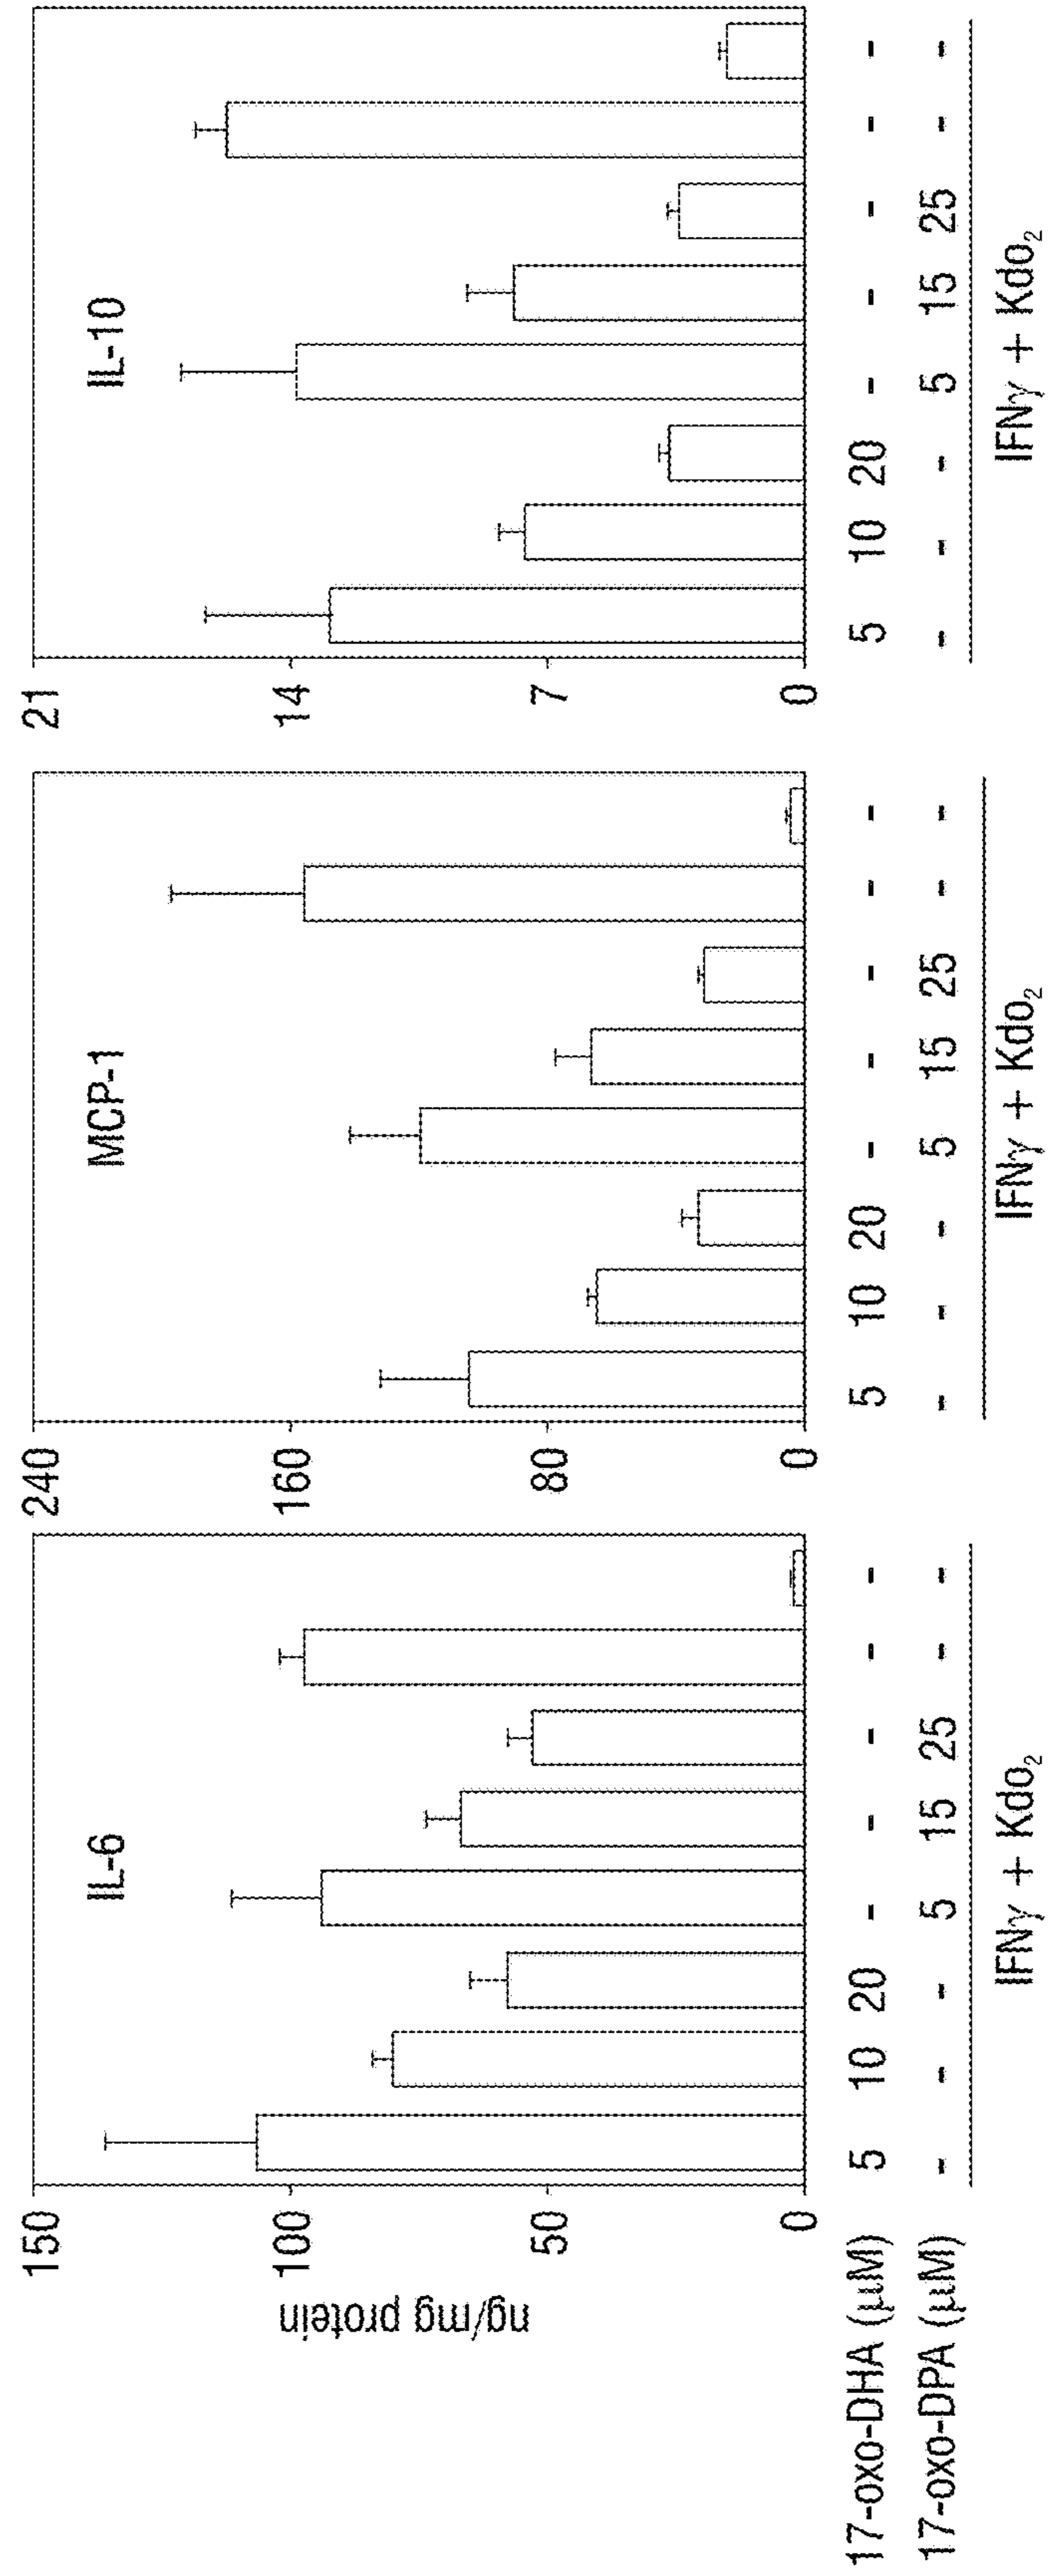 IL-6
MCP-1
IL-10
ng/mg protein
150
100
50
0
240
160
80
0
21
14
7
0
17-oxo-DHA (μM) 5 10 20 - - - - - 5 10 20 - - - - - 5 10 20 - - - - -
17-oxo-DPA (μM) - - - 5 15 25 - - - - - 5 15 25 - - - - - 5 15 25 - -
IFNγ + Kdo₂ IFNγ + Kdo₂ IFNγ + Kdo₂